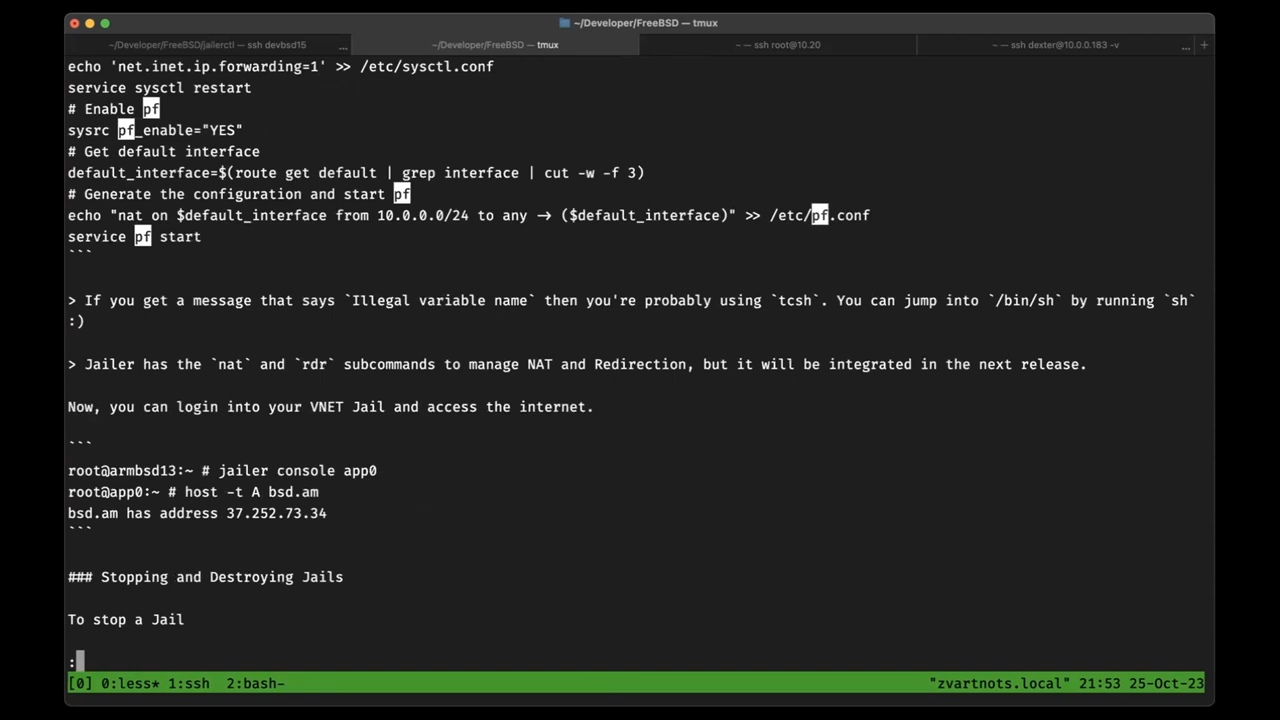 ~/Developer/FreeBSD — tmux
~/Developer/FreeBSD/jailerctl — ssh devbsd15 ...
~/Developer/FreeBSD — tmux
~ — ssh root@10.20
~ — ssh dexter@10.0.0.183 -v ... +
echo 'net.inet.ip.forwarding=1' >> /etc/sysctl.conf
service sysctl restart
# Enable pf
sysrc pf_enable="YES"
# Get default interface
default_interface=$(route get default | grep interface | cut -w -f 3)
# Generate the configuration and start pf
echo "nat on $default_interface from 10.0.0.0/24 to any -> ($default_interface)" >> /etc/pf.conf
service pf start
```
> If you get a message that says `Illegal variable name` then you're probably using `tcsh`. You can jump into `/bin/sh` by running `sh`
:)
> Jailer has the `nat` and `rdr` subcommands to manage NAT and Redirection, but it will be integrated in the next release.
Now, you can login into your VNET Jail and access the internet.
```
root@armbsd13:~ # jailer console app0
root@app0:~ # host -t A bsd.am
bsd.am has address 37.252.73.34
```
### Stopping and Destroying Jails
To stop a Jail
:
[0] 0:less* 1:ssh 2:bash- "zvartnots.local" 21:53 25-Oct-23